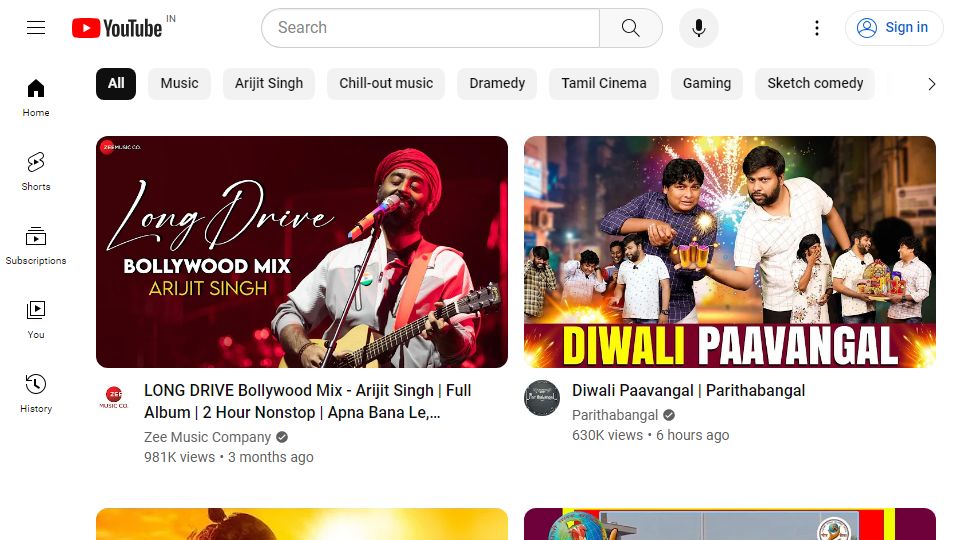 YouTube IN
Search
Sign in
All
Music
Arijit Singh
Chill-out music
Dramedy
Tamil Cinema
Gaming
Sketch comedy
Home
Shorts
Subscriptions
You
History
ZEE MUSIC CO.
Long Drive
BOLLYWOOD MIX
ARIJIT SINGH
DIWALI PAAVANGAL
ZEE
MUSIC CO.
LONG DRIVE Bollywood Mix - Arijit Singh | Full
Album | 2 Hour Nonstop | Apna Bana Le,...
Zee Music Company
981K views • 3 months ago
Diwali Paavangal | Parithabangal
Parithabangal
630K views • 6 hours ago